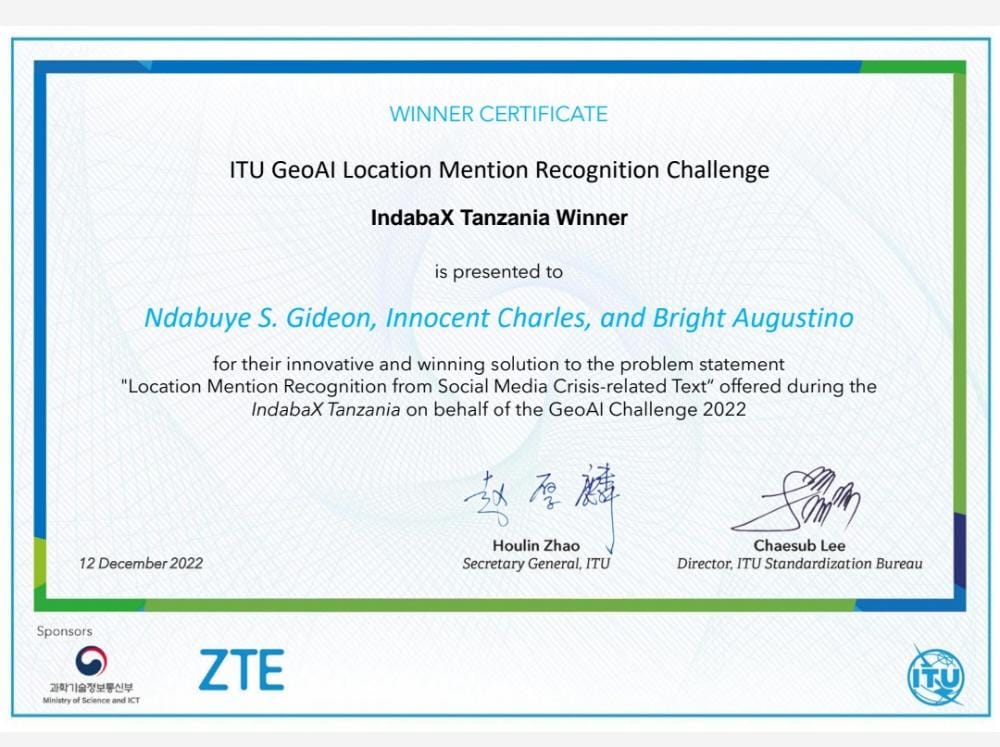 WINNER CERTIFICATE
ITU GeoAI Location Mention Recognition Challenge
IndabaX Tanzania Winner
is presented to
Ndabuye S. Gideon, Innocent Charles, and Bright Augustino
for their innovative and winning solution to the problem statement
"Location Mention Recognition from Social Media Crisis-related Text“ offered during the
IndabaX Tanzania on behalf of the GeoAI Challenge 2022
赵厚麟
Houlin Zhao
Secretary General, ITU
Chaesub Lee
Director, ITU Standardization Bureau
12 December 2022
Sponsors
과학기술정보통신부
Ministry of Science and ICT
ZTE
ITU